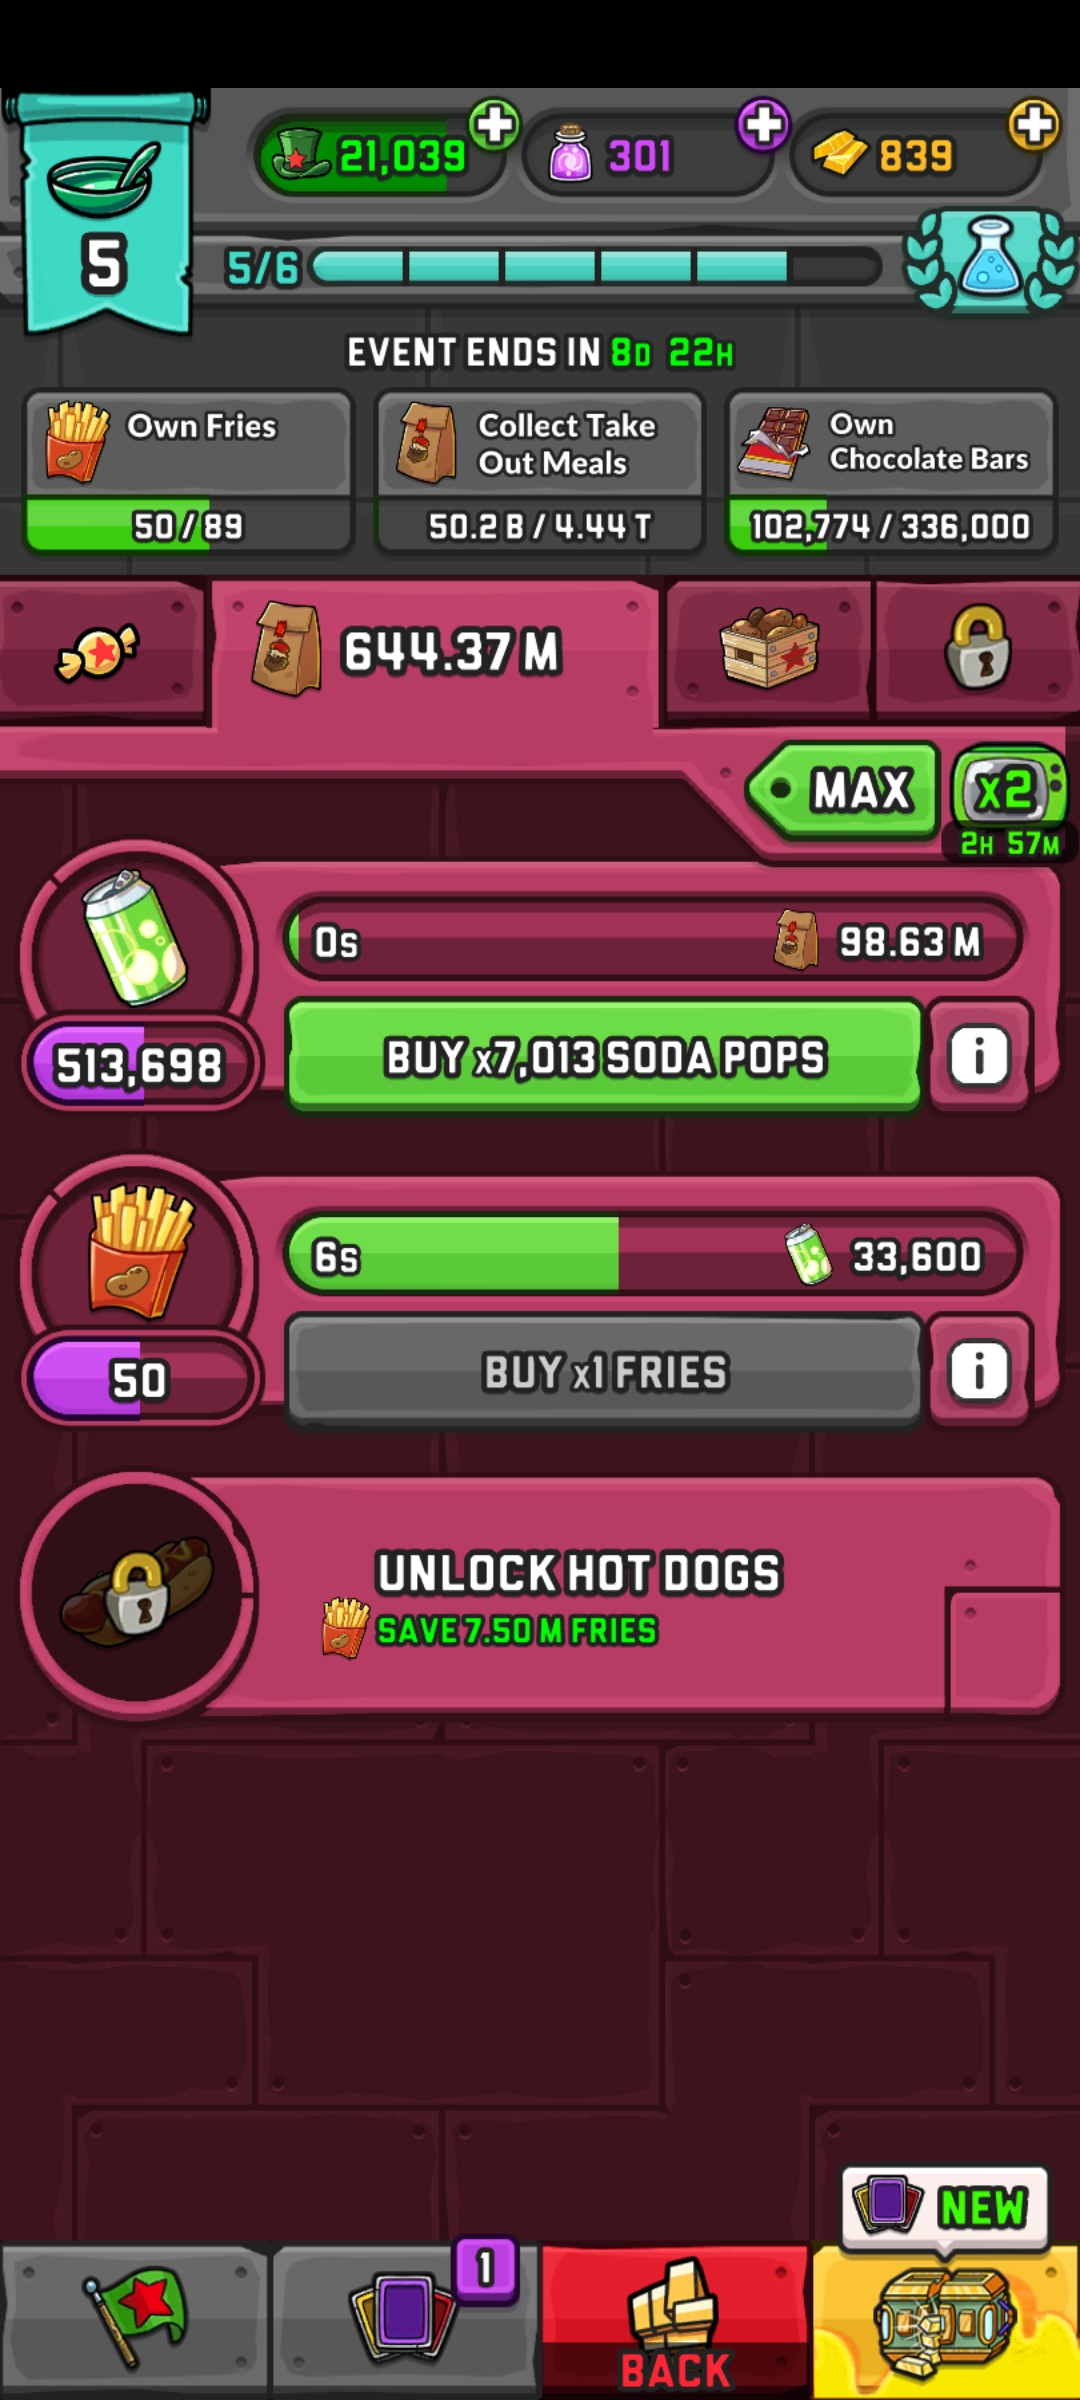 21,039
301
839
5
5/6
EVENT ENDS IN 8D 22H
Own Fries
50/89
Collect Take
Out Meals
50.2 B / 4.44 T
Own
Chocolate Bars
102,774 / 336,000
644.37 M
MAX
x2
2H 57M
0s
98.63 M
513,698
BUY x7,013 SODA POPS
i
6s
33,600
50
BUY x1 FRIES
i
UNLOCK HOT DOGS
SAVE 7.50 M FRIES
NEW
1
BACK